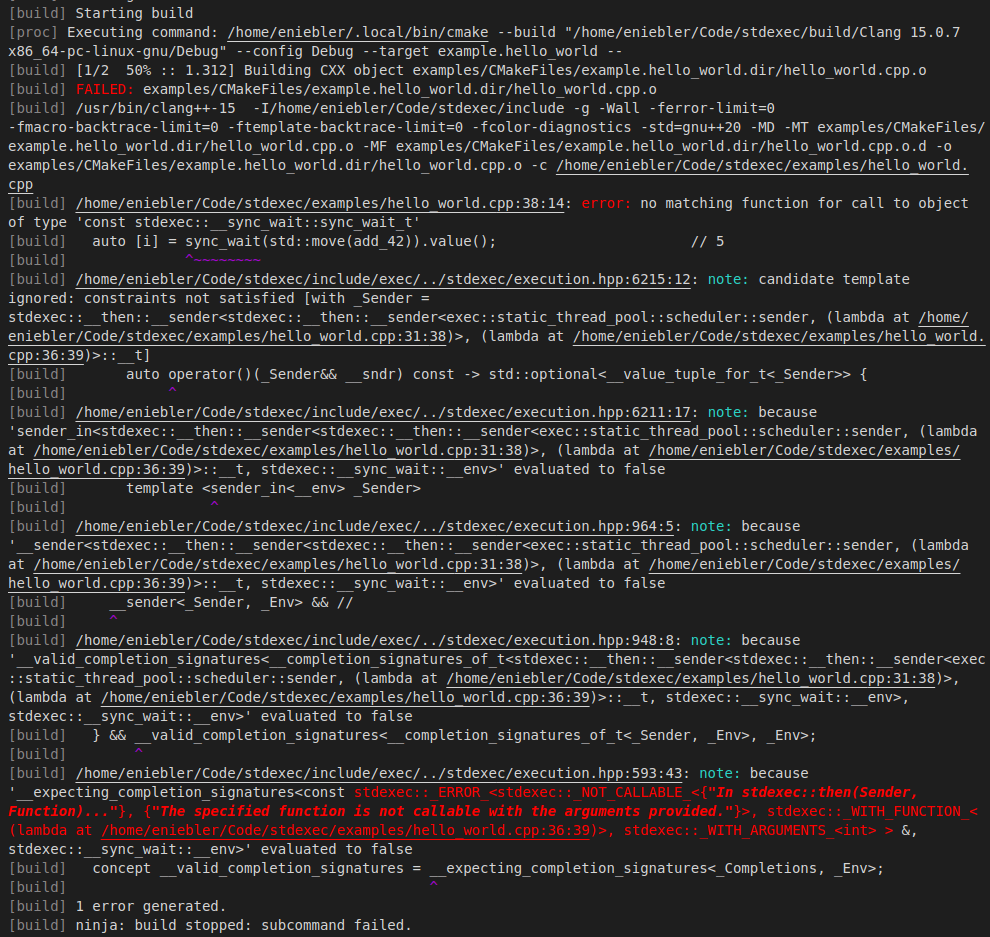 [build] Starting build
[proc] Executing command: /home/eniebler/.local/bin/cmake --build "/home/eniebler/Code/stdexec/build/Clang 15.0.7
x86_64-pc-linux-gnu/Debug" --config Debug --target example.hello_world --
[build] [1/2  50% :: 1.312] Building CXX object examples/CMakeFiles/example.hello_world.dir/hello_world.cpp.o
[build] FAILED: examples/CMakeFiles/example.hello_world.dir/hello_world.cpp.o
[build] /usr/bin/clang++-15  -I/home/eniebler/Code/stdexec/include -g -Wall -ferror-limit=0
-fmacro-backtrace-limit=0 -ftemplate-backtrace-limit=0 -fcolor-diagnostics -std=gnu++20 -MD -MT examples/CMakeFiles/
example.hello_world.dir/hello_world.cpp.o -MF examples/CMakeFiles/example.hello_world.dir/hello_world.cpp.o.d -o
examples/CMakeFiles/example.hello_world.dir/hello_world.cpp.o -c /home/eniebler/Code/stdexec/examples/hello_world.
cpp
[build] /home/eniebler/Code/stdexec/examples/hello_world.cpp:38:14: error: no matching function for call to object
of type 'const stdexec::__sync_wait::sync_wait_t'
[build]   auto [i] = sync_wait(std::move(add_42)).value();                       // 5
[build]              ^~~~~~~~~
[build] /home/eniebler/Code/stdexec/include/exec/../stdexec/execution.hpp:6215:12: note: candidate template
ignored: constraints not satisfied [with _Sender =
stdexec::__then::__sender<stdexec::__then::__sender<exec::static_thread_pool::scheduler::sender, (lambda at /home/
eniebler/Code/stdexec/examples/hello_world.cpp:31:38)>, (lambda at /home/eniebler/Code/stdexec/examples/hello_world.
cpp:36:39)>::__t]
[build]       auto operator()(_Sender&& __sndr) const -> std::optional<__value_tuple_for_t<_Sender>> {
[build]            ^
[build] /home/eniebler/Code/stdexec/include/exec/../stdexec/execution.hpp:6211:17: note: because
'sender_in<stdexec::__then::__sender<stdexec::__then::__sender<exec::static_thread_pool::scheduler::sender, (lambda
at /home/eniebler/Code/stdexec/examples/hello_world.cpp:31:38)>, (lambda at /home/eniebler/Code/stdexec/examples/
hello_world.cpp:36:39)>::__t, stdexec::__sync_wait::__env>' evaluated to false
[build]       template <sender_in<__env> _Sender>
[build]                 ^
[build] /home/eniebler/Code/stdexec/include/exec/../stdexec/execution.hpp:964:5: note: because
'__sender<stdexec::__then::__sender<stdexec::__then::__sender<exec::static_thread_pool::scheduler::sender, (lambda
at /home/eniebler/Code/stdexec/examples/hello_world.cpp:31:38)>, (lambda at /home/eniebler/Code/stdexec/examples/
hello_world.cpp:36:39)>::__t, stdexec::__sync_wait::__env>' evaluated to false
[build]     __sender<_Sender, _Env> && //
[build]     ^
[build] /home/eniebler/Code/stdexec/include/exec/../stdexec/execution.hpp:948:8: note: because
'__valid_completion_signatures<__completion_signatures_of_t<stdexec::__then::__sender<stdexec::__then::__sender<exec
::static_thread_pool::scheduler::sender, (lambda at /home/eniebler/Code/stdexec/examples/hello_world.cpp:31:38)>,
(lambda at /home/eniebler/Code/stdexec/examples/hello_world.cpp:36:39)>::__t, stdexec::__sync_wait::__env>,
stdexec::__sync_wait::__env>' evaluated to false
[build]   } && __valid_completion_signatures<__completion_signatures_of_t<_Sender, _Env>, _Env>;
[build]        ^
[build] /home/eniebler/Code/stdexec/include/exec/../stdexec/execution.hpp:593:43: note: because
'__expecting_completion_signatures<const stdexec::_ERROR_<stdexec::_NOT_CALLABLE_<{"In stdexec::then(Sender,
Function)..."}, {"The specified function is not callable with the arguments provided."}>, stdexec::_WITH_FUNCTION_<
(lambda at /home/eniebler/Code/stdexec/examples/hello_world.cpp:36:39)>, stdexec::_WITH_ARGUMENTS_<int> > &,
stdexec::__sync_wait::__env>' evaluated to false
[build]   concept __valid_completion_signatures = __expecting_completion_signatures<_Completions, _Env>;
[build]                                           ^
[build] 1 error generated.
[build] ninja: build stopped: subcommand failed.